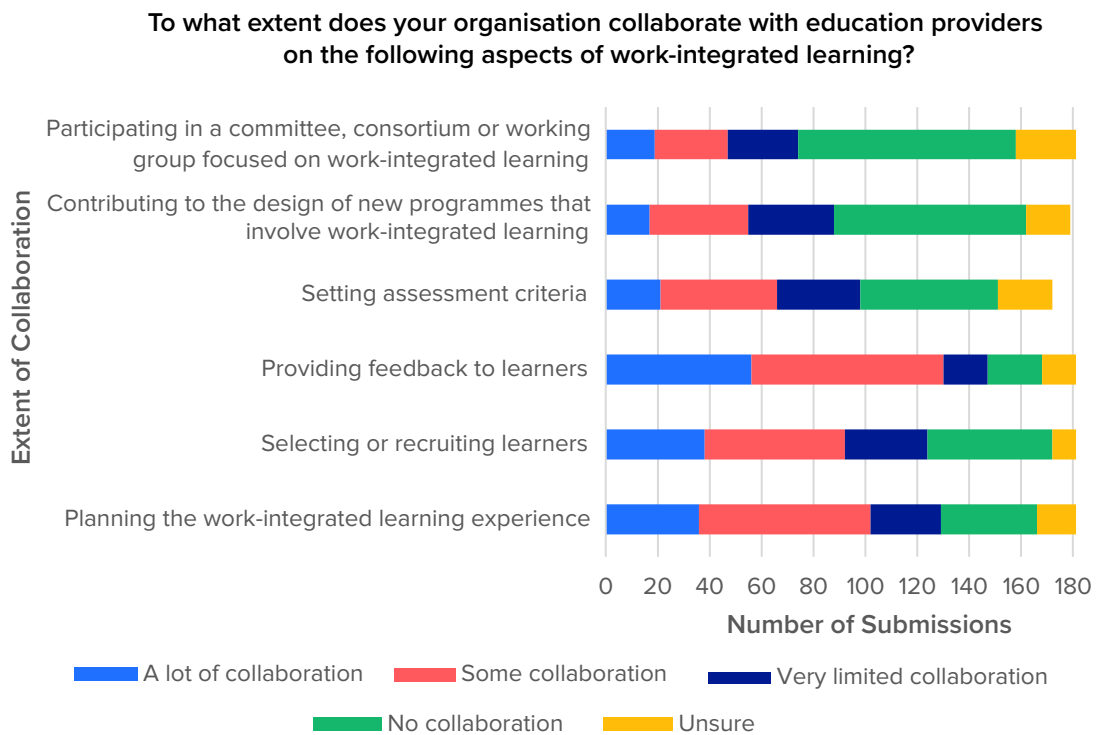 To what extent does your organisation collaborate with education providers
on the following aspects of work-integrated learning?
Extent of Collaboration
Participating in a committee, consortium or working
group focused on work-integrated learning
Contributing to the design of new programmes that
involve work-integrated learning
Setting assessment criteria
Providing feedback to learners
Selecting or recruiting learners
Planning the work-integrated learning experience
0 20 40 60 80 100 120 140 160 180
Number of Submissions
A lot of collaboration Some collaboration Very limited collaboration
No collaboration Unsure